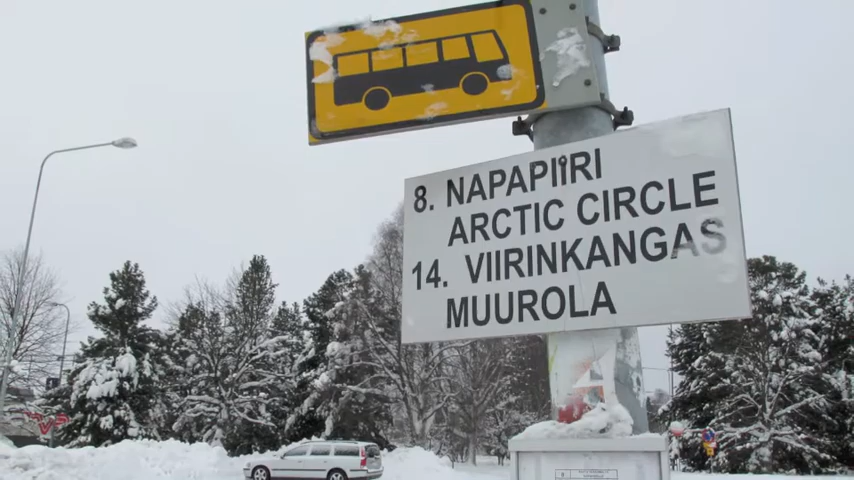 8. NAPAPIIRI
ARCTIC CIRCLE
14. VIIRINKANGAS
MUUROLA